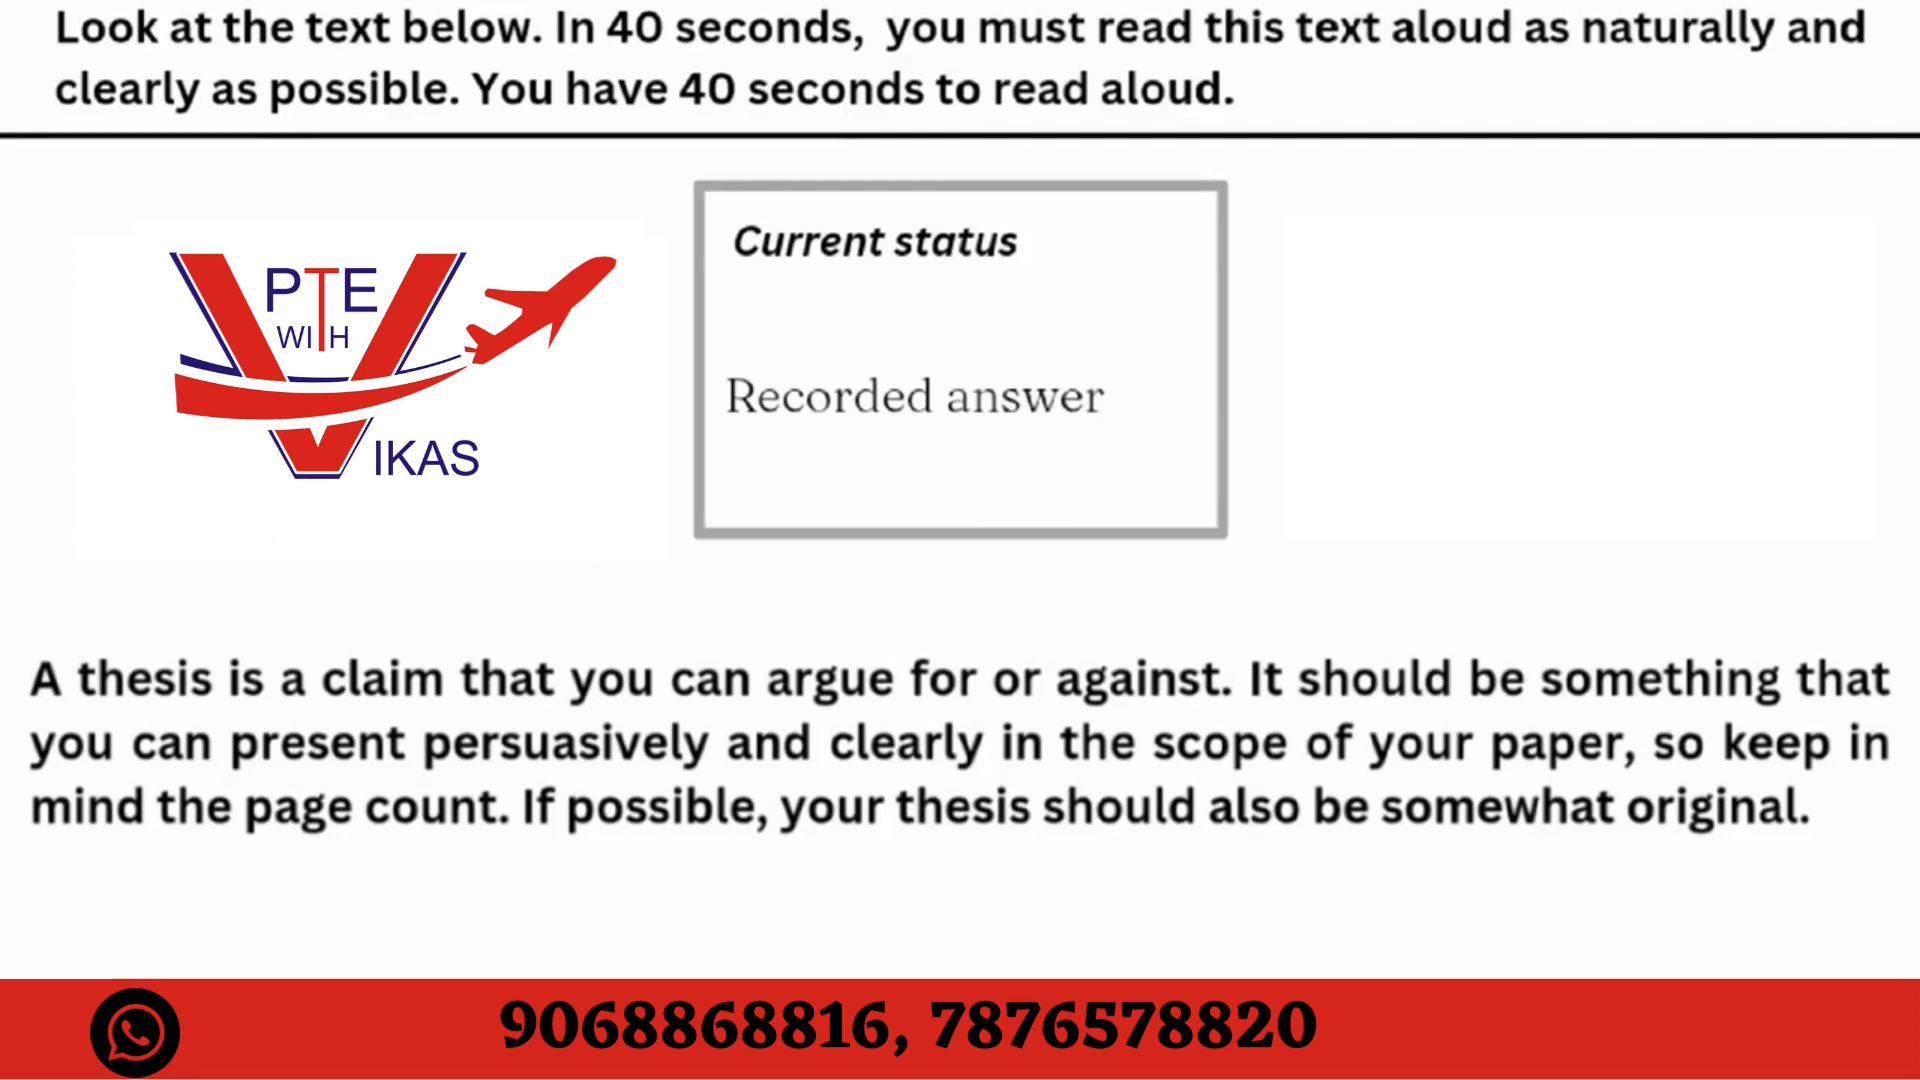 Look at the text below. In 40 seconds, you must read this text aloud as naturally and
clearly as possible. You have 40 seconds to read aloud.
PTE
WITH
VIKAS
Current status
Recorded answer
A thesis is a claim that you can argue for or against. It should be something that
you can present persuasively and clearly in the scope of your paper, so keep in
mind the page count. If possible, your thesis should also be somewhat original.
9068868816, 7876578820